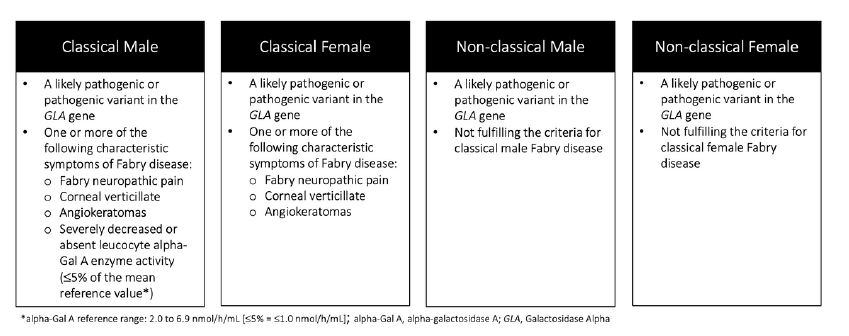 Classical Male
• A likely pathogenic or
pathogenic variant in the
GLA gene
• One or more of the
following characteristic
symptoms of Fabry disease:
o Fabry neuropathic pain
o Corneal verticillate
o Angiokeratomas
o Severely decreased or
absent leucocyte alpha-
Gal A enzyme activity
(≤5% of the mean
reference value*)
Classical Female
• A likely pathogenic or
pathogenic variant in the
GLA gene
• One or more of the
following characteristic
symptoms of Fabry disease:
o Fabry neuropathic pain
o Corneal verticillate
o Angiokeratomas
Non-classical Male
• A likely pathogenic or
pathogenic variant in the
GLA gene
• Not fulfilling the criteria for
classical male Fabry disease
Non-classical Female
• A likely pathogenic or
pathogenic variant in the
GLA gene
• Not fulfilling the criteria for
classical female Fabry
disease
*alpha-Gal A reference range: 2.0 to 6.9 nmol/h/mL [≤5% = ≤1.0 nmol/h/mL]; alpha-Gal A, alpha-galactosidase A; GLA, Galactosidase Alpha